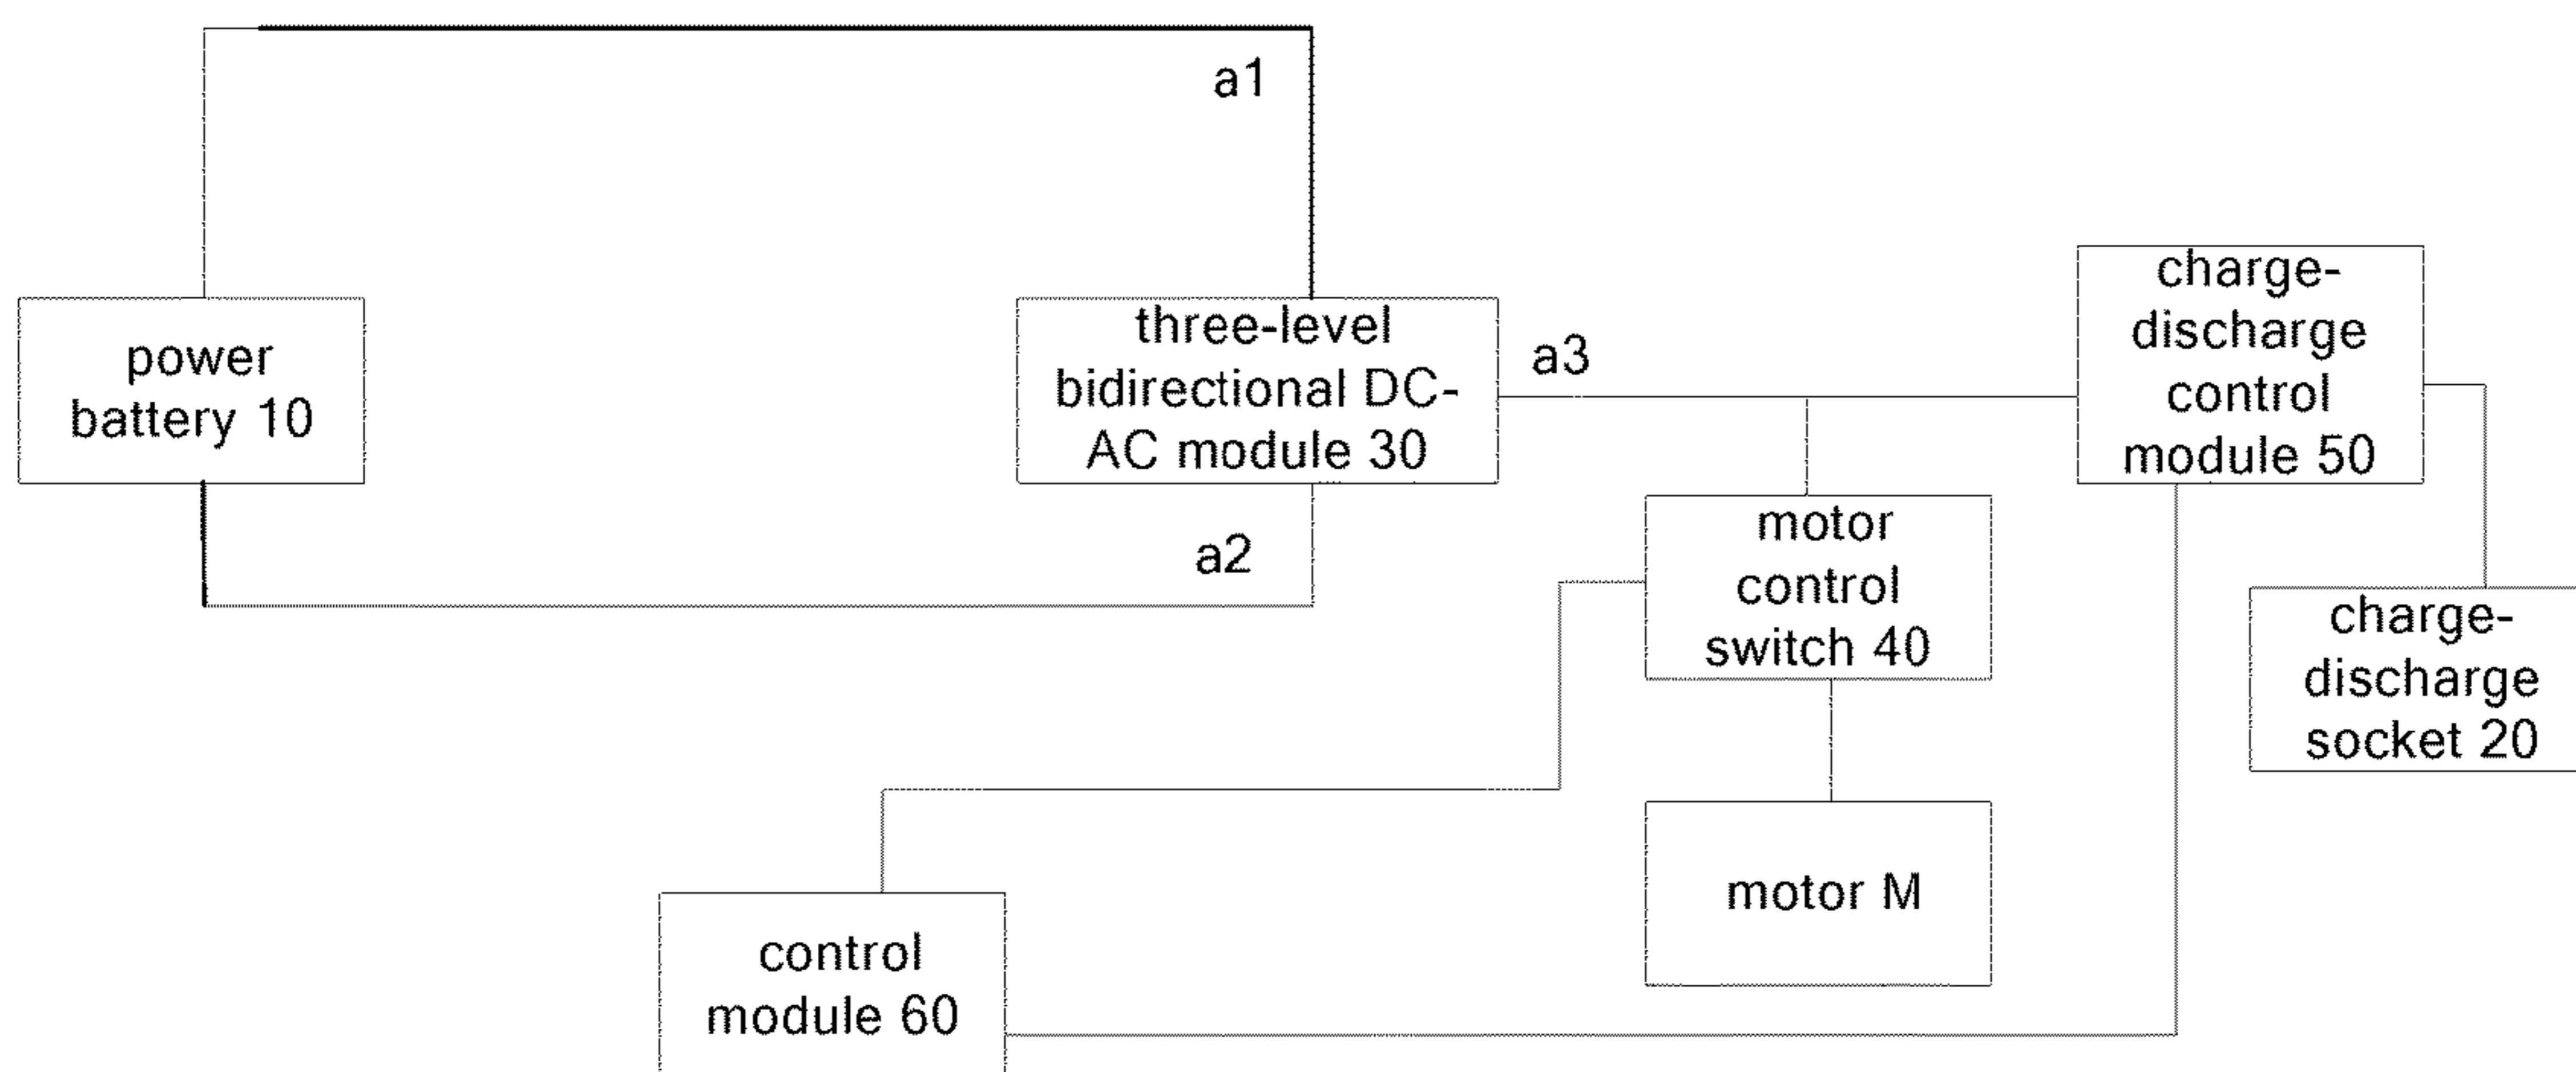 a1
power
battery 10
three-level
bidirectional DC-
AC module 30
a3
charge-
discharge
control
module 50
a2
motor
control
switch 40
charge-
discharge
socket 20
motor M
control
module 60